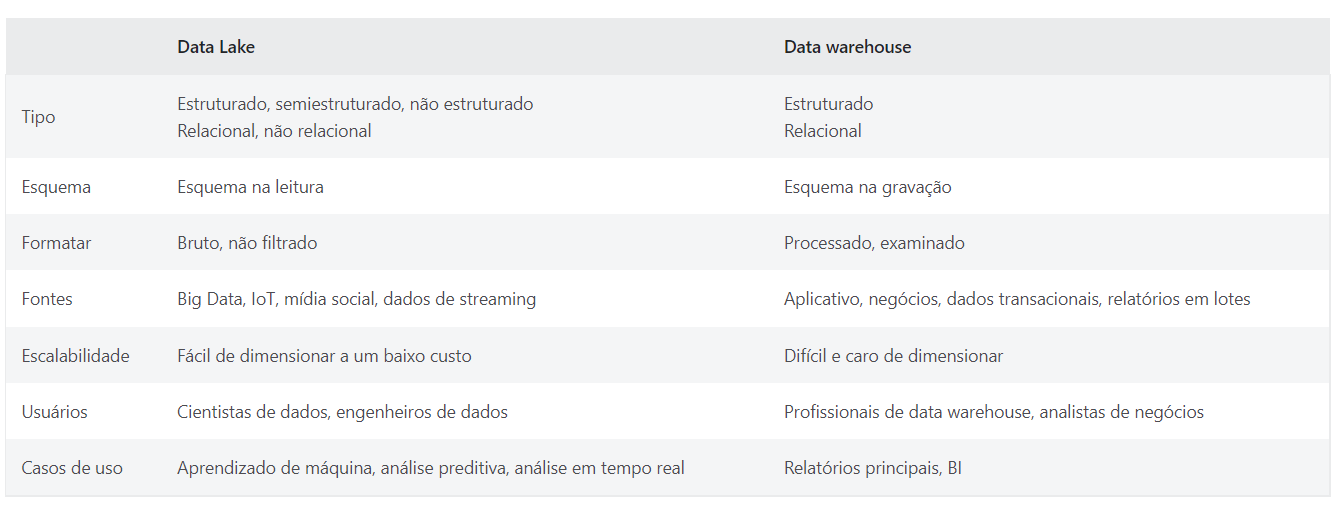 Data Lake Data warehouse
Tipo
Estruturado, semiestruturado, não estruturado
Relacional, não relacional
Estruturado
Relacional
Esquema Esquema na leitura Esquema na gravação
Formatar Bruto, não filtrado Processado, examinado
Fontes Big Data, IoT, mídia social, dados de streaming Aplicativo, negócios, dados transacionais, relatórios em lotes
Escalabilidade Fácil de dimensionar a um baixo custo Difícil e caro de dimensionar
Usuários Cientistas de dados, engenheiros de dados Profissionais de data warehouse, analistas de negócios
Casos de uso Aprendizado de máquina, análise preditiva, análise em tempo real Relatórios principais, BI